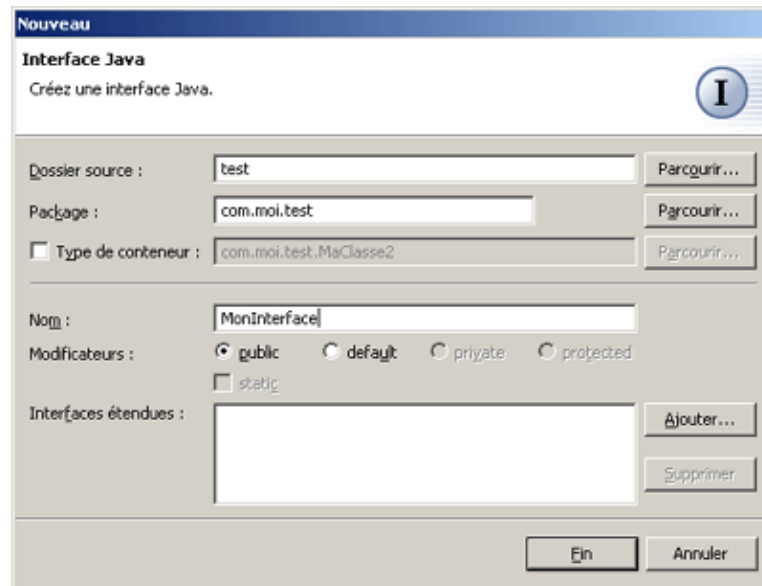 Nouveau
Interface Java
Créez une interface Java.
I
Dossier source : test Parcourir...
Package : com.moi.test Parcourir...
Type de conteneur : com.moi.test.MaClasse2 Parcourir...
Nom : MonInterface
Modificateurs : public default private protected
static
Interfaces étendues : Ajouter...
Supprimer
Fin Annuler